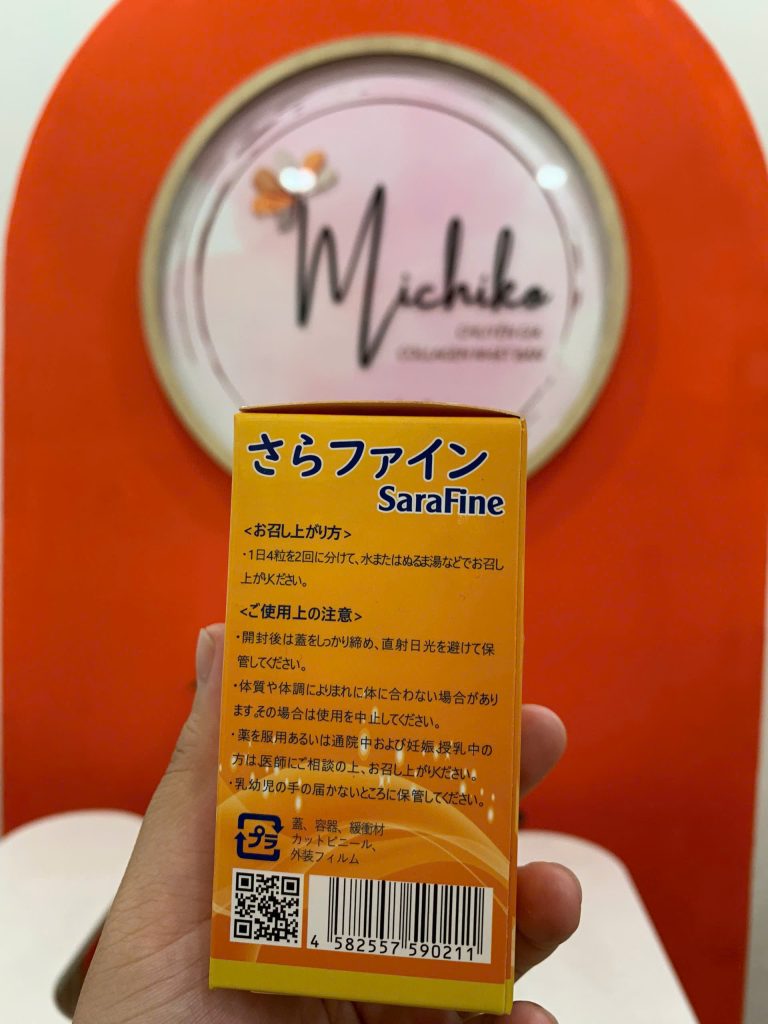 Michiko
CHUYÊN GIA
COLLAGEN NHẬT BẢN
さらファイン
SaraFine
<お召し上がり方>
・1日4粒を2回に分けて、水またはぬるま湯などでお召し
上がりください。
<ご使用上の注意>
・開封後は蓋をしっかり締め、直射日光を避けて保
管してください。
・体質や体調によりまれに体に合わない場合があり
ます。その場合は使用を中止してください。
・薬を服用あるいは通院中および妊娠、授乳中の
方は、医師にご相談の上、お召し上がりください。
・乳幼児の手の届かないところに保管してください。
プラ
蓋、容器、緩衝材
カットビニール、
外装フィルム
4 582557 590211